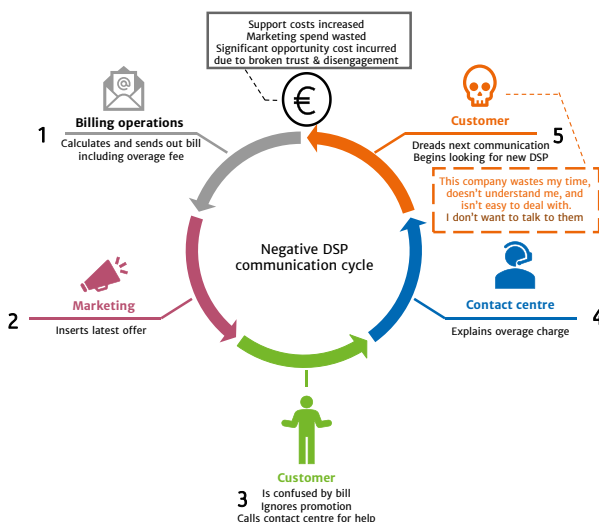 Support costs increased
Marketing spend wasted
Significant opportunity cost incurred
due to broken trust & disengagement
€
@
1
Billing operations
Calculates and sends out bill
including overage fee
Customer
5
Dreads next communication
Begins looking for new DSP
This company wastes my time,
doesn't understand me, and
isn't easy to deal with.
I don't want to talk to them
Negative DSP
communication cycle
Marketing
2
Inserts latest offer
Contact centre
4
Explains overage charge
Customer
3
Is confused by bill
Ignores promotion
Calls contact centre for help